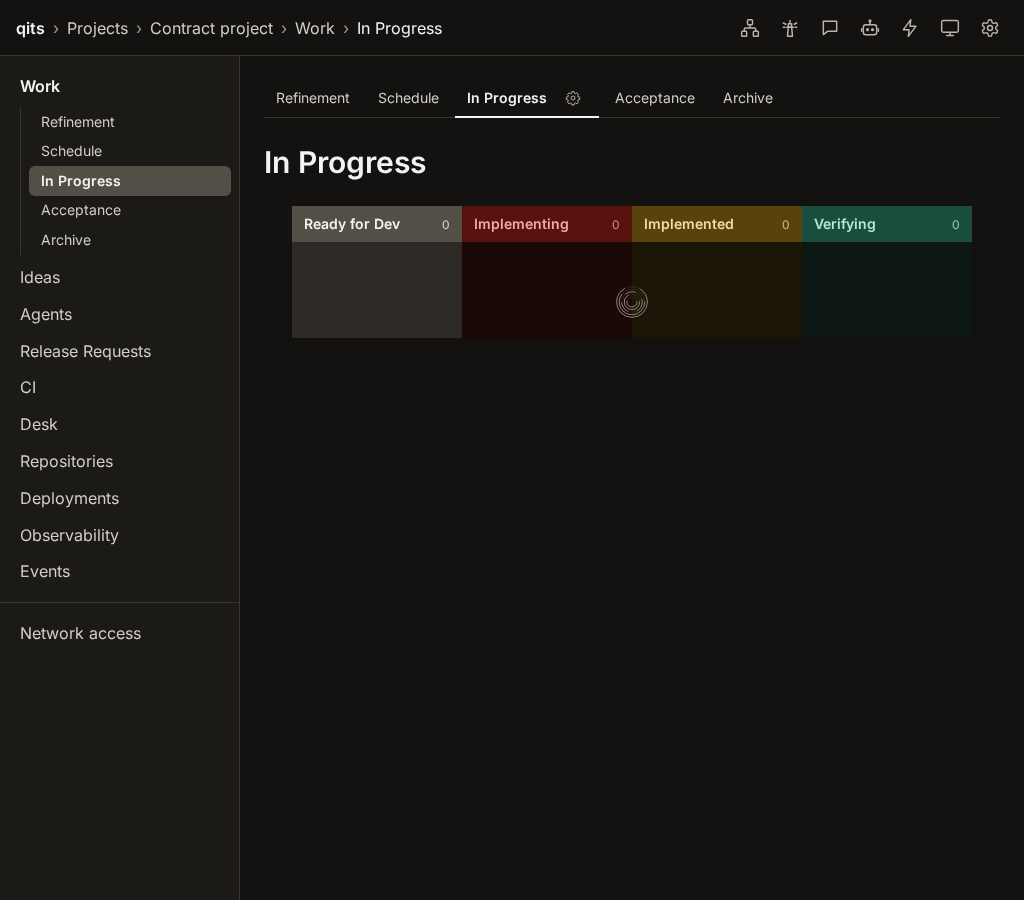 qits › Projects › Contract project › Work › In Progress
Work
Refinement
Schedule
In Progress
Acceptance
Archive
Ideas
Agents
Release Requests
CI
Desk
Repositories
Deployments
Observability
Events
Network access
Refinement Schedule In Progress Acceptance Archive
In Progress
Ready for Dev 0 Implementing 0 Implemented 0 Verifying 0